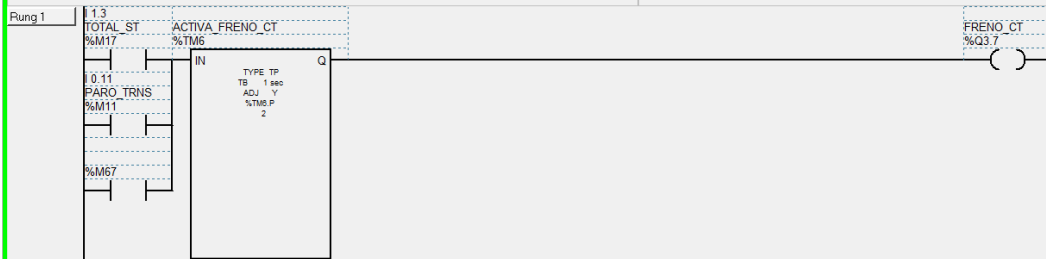 Rung 1
I 1.3
TOTAL_ST
%M17
ACTIVA_FRENO_CT
%TM6
FRENO_CT
%Q3.7
IN
Q
TYPE TP
TB 1 sec
ADJ Y
%TM6.P
2
I 0.11
PARO_TRNS
%M11
%M67